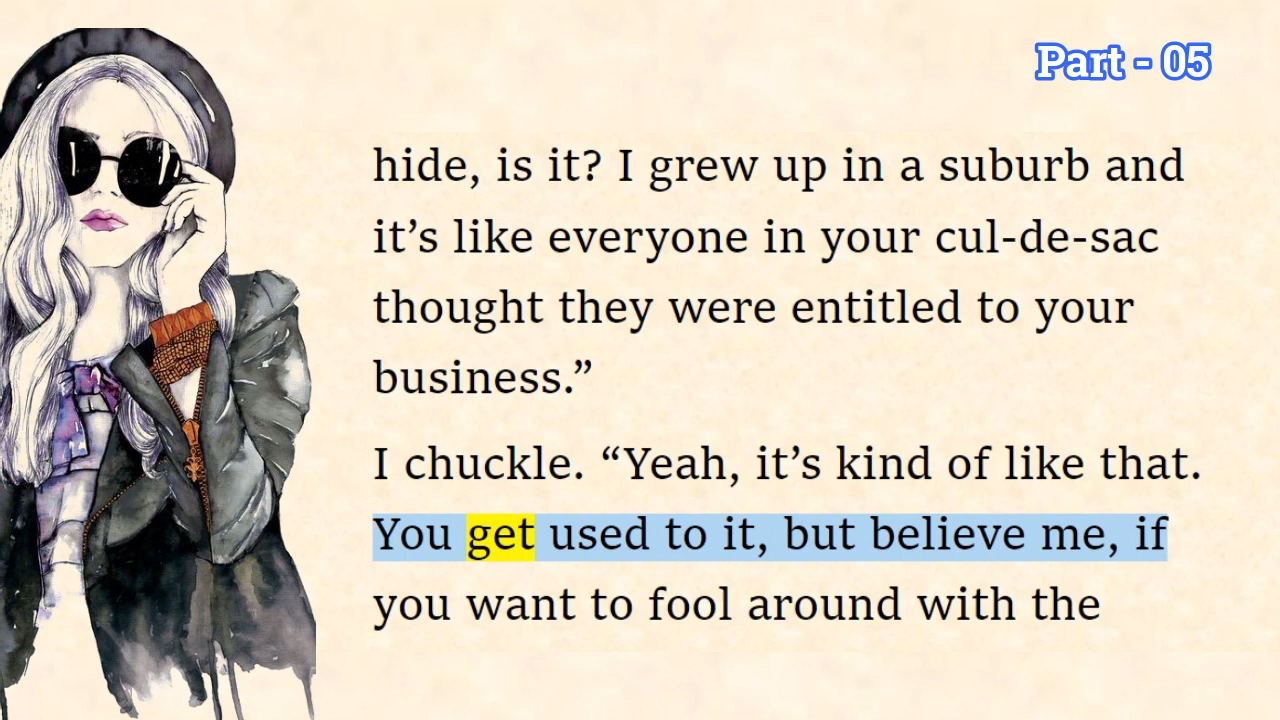 Part - 05
hide, is it? I grew up in a suburb and
it’s like everyone in your cul-de-sac
thought they were entitled to your
business.”
I chuckle. “Yeah, it’s kind of like that.
You get used to it, but believe me, if
you want to fool around with the